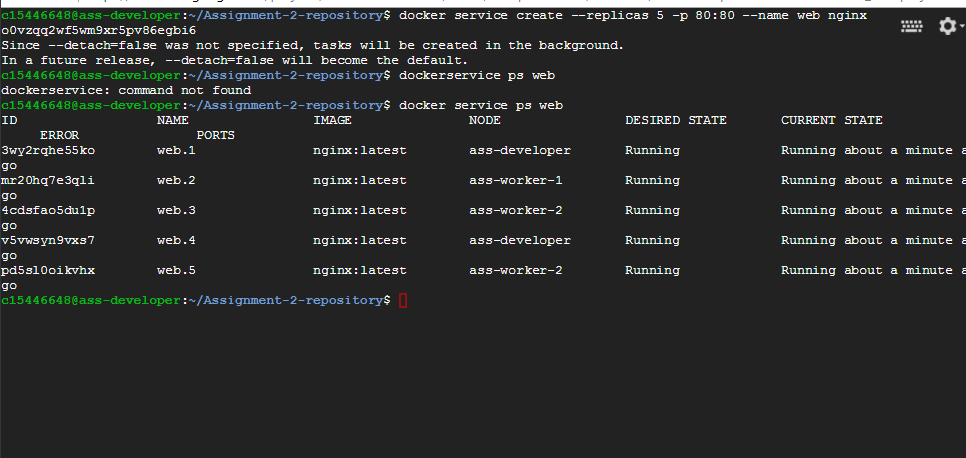 c15446648@ass-developer:~/Assignment-2-repository$ docker service create --replicas 5 -p 80:80 --name web nginx
o0vzqq2wf5wm9xr5pv86egbi6
Since --detach=false was not specified, tasks will be created in the background.
In a future release, --detach=false will become the default.
c15446648@ass-developer:~/Assignment-2-repository$ dockerservice ps web
dockerservice: command not found
c15446648@ass-developer:~/Assignment-2-repository$ docker service ps web
ID                  NAME                IMAGE               NODE                DESIRED STATE       CURRENT STATE
     ERROR               PORTS
3wy2rqhe55ko        web.1               nginx:latest        ass-developer       Running             Running about a minute a
go
mr20hq7e3qli        web.2               nginx:latest        ass-worker-1        Running             Running about a minute a
go
4cdsfao5du1p        web.3               nginx:latest        ass-worker-2        Running             Running about a minute a
go
v5vwsyn9vxs7        web.4               nginx:latest        ass-developer       Running             Running about a minute a
go
pd5sl0oikvhx        web.5               nginx:latest        ass-worker-2        Running             Running about a minute a
go
c15446648@ass-developer:~/Assignment-2-repository$